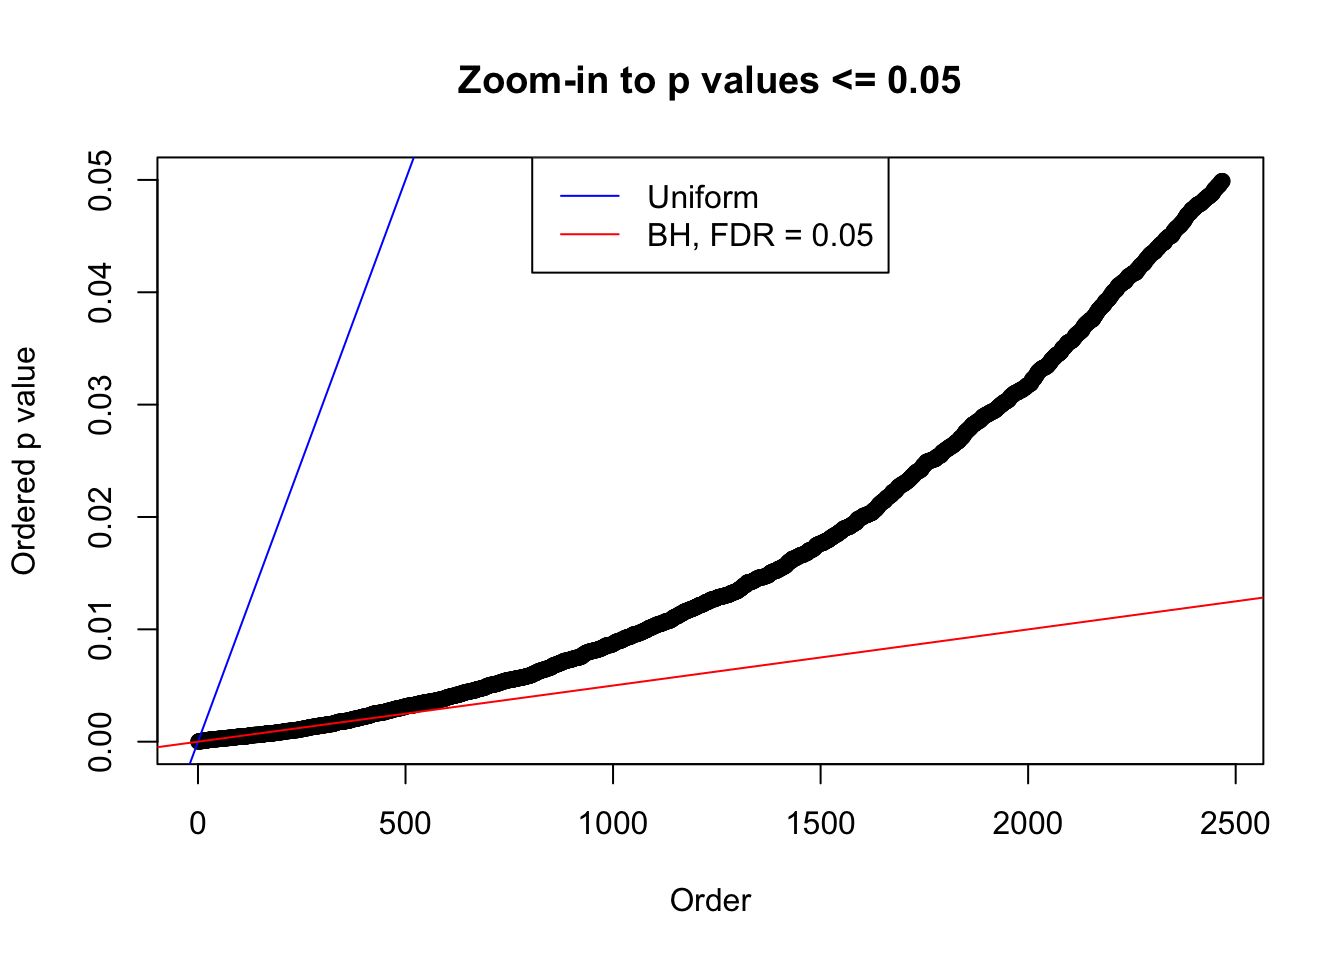 Zoom-in to p values <= 0.05
Uniform
BH, FDR = 0.05
Ordered p value
0.05
0.04
0.03
0.02
0.01
0.00
0 500 1000 1500 2000 2500
Order